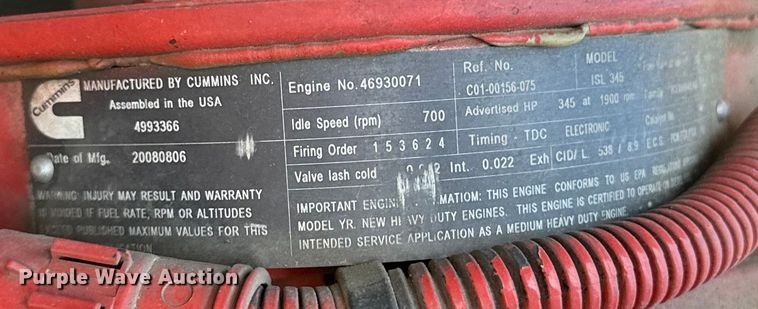 Cummins
MANUFACTURED BY CUMMINS INC.
Assembled in the USA
4993366
Date of Mfg. 20080806
WARNING: INJURY MAY RESULT AND WARRANTY
IS VOIDED IF FUEL RATE, RPM OR ALTITUDES
PUBLISHED MAXIMUM VALUES FOR THIS
Engine No. 46930071
Idle Speed (rpm) 700
Firing Order 1 5 3 6 2 4
Valve lash cold Int. 0.022 Exh
Ref. No.
C01-00156-075
MODEL
ISL 345
Advertised HP 345 at 1900 rpm
Timing - TDC ELECTRONIC
CID/ L. 538 / 8.9
E.C.S.
Family
Catalyst No.
IMPORTANT ENGINE THIS ENGINE CONFORMS TO US EPA
MODEL YR. NEW HEAVY DUTY ENGINES. THIS ENGINE IS CERTIFIED TO OPERATE ON
INTENDED SERVICE APPLICATION AS A MEDIUM HEAVY DUTY ENGINE.
Purple Wave Auction